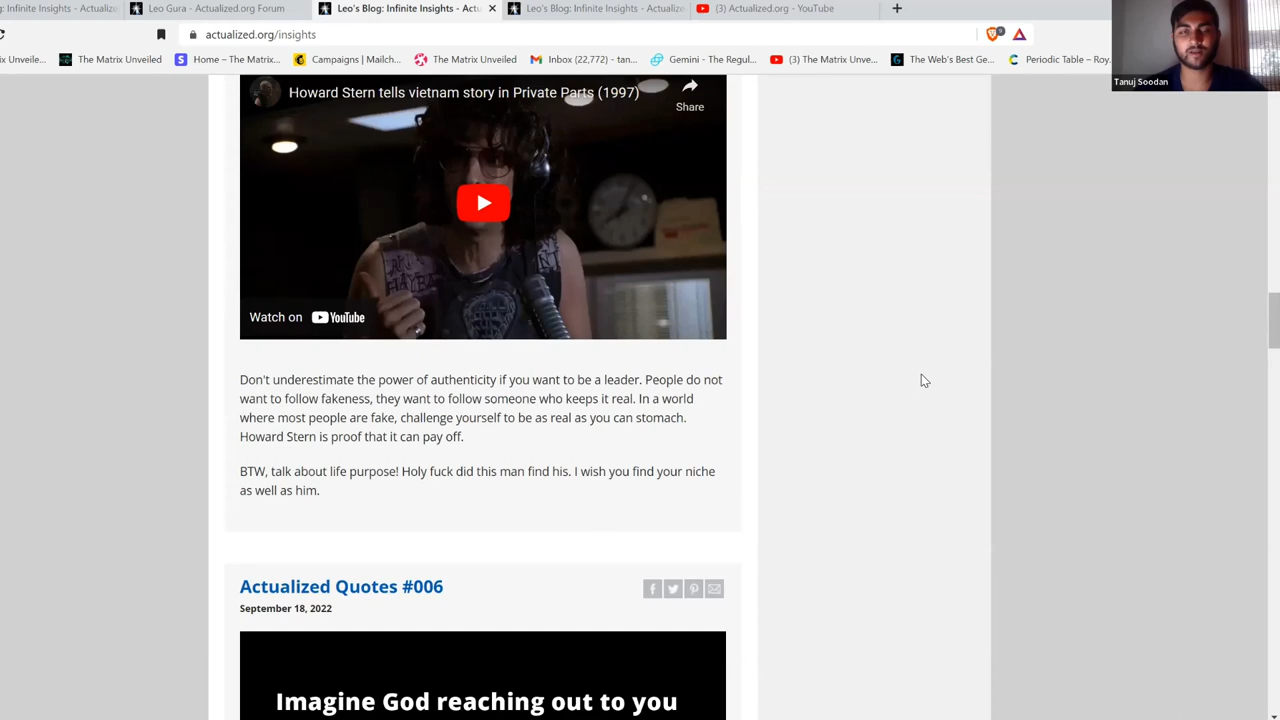 : Infinite Insights - Actualize
Leo Gura - Actualized.org Forum
Leo's Blog: Infinite Insights - Actu
Leo's Blog: Infinite Insights - Actualize
(3) Actualized.org - YouTube
actualized.org/insights
9
Tanuj Soodan
atrix Unveile...
The Matrix Unveiled
Home – The Matrix...
Campaigns | Mailch...
The Matrix Unveiled
Inbox (22,772) - tan...
Gemini - The Regul...
(3) The Matrix Unve...
The Web's Best Ge...
Periodic Table – Roy...
Howard Stern tells vietnam story in Private Parts (1997)
Share
Watch on YouTube
Don't underestimate the power of authenticity if you want to be a leader. People do not
want to follow fakeness, they want to follow someone who keeps it real. In a world
where most people are fake, challenge yourself to be as real as you can stomach.
Howard Stern is proof that it can pay off.
BTW, talk about life purpose! Holy fuck did this man find his. I wish you find your niche
as well as him.
Actualized Quotes #006
September 18, 2022
Imagine God reaching out to you